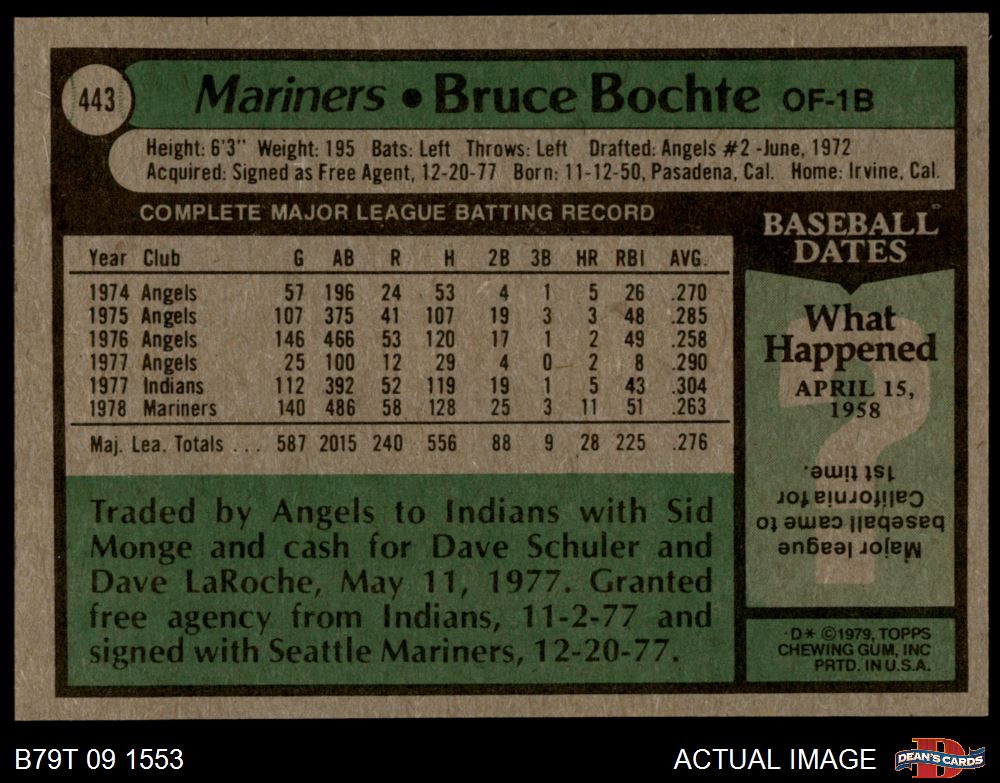 443
Mariners • Bruce Bochte OF-1B
Height: 6'3" Weight: 195 Bats: Left Throws: Left Drafted: Angels #2 -June, 1972
Acquired: Signed as Free Agent, 12-20-77 Born: 11-12-50, Pasadena, Cal. Home: Irvine, Cal.
COMPLETE MAJOR LEAGUE BATTING RECORD
Year Club G AB R H 2B 3B HR RBI AVG.
1974 Angels 57 196 24 53 4 1 5 26 .270
1975 Angels 107 375 41 107 19 3 3 48 .285
1976 Angels 146 466 53 120 17 1 2 49 .258
1977 Angels 25 100 12 29 4 0 2 8 .290
1977 Indians 112 392 52 119 19 1 5 43 .304
1978 Mariners 140 486 58 128 25 3 11 51 .263
Maj. Lea. Totals ... 587 2015 240 556 88 9 28 225 .276
Traded by Angels to Indians with Sid
Monge and cash for Dave Schuler and
Dave LaRoche, May 11, 1977. Granted
free agency from Indians, 11-2-77 and
signed with Seattle Mariners, 12-20-77.
BASEBALL
DATES
What
Happened
APRIL 15,
1958
?
Major league
baseball came to
California for
1st time.
D* ©1979, TOPPS
CHEWING GUM, INC
PRTD. IN U.S.A.
B79T 09 1553
ACTUAL IMAGE
D
DEAN'S CARDS